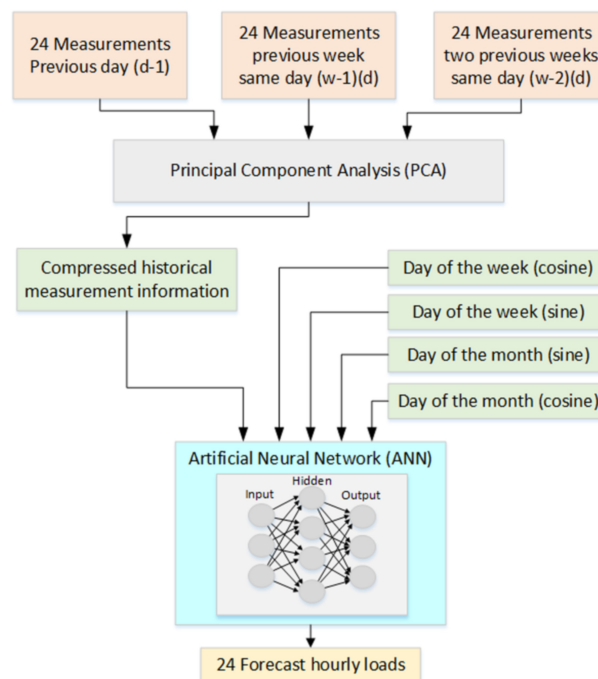 24 Measurements
Previous day (d-1)
24 Measurements
previous week
same day (w-1)(d)
24 Measurements
two previous weeks
same day (w-2)(d)
Principal Component Analysis (PCA)
Compressed historical
measurement information
Day of the week (cosine)
Day of the week (sine)
Day of the month (sine)
Day of the month (cosine)
Artificial Neural Network (ANN)
Input
Hidden
Output
24 Forecast hourly loads